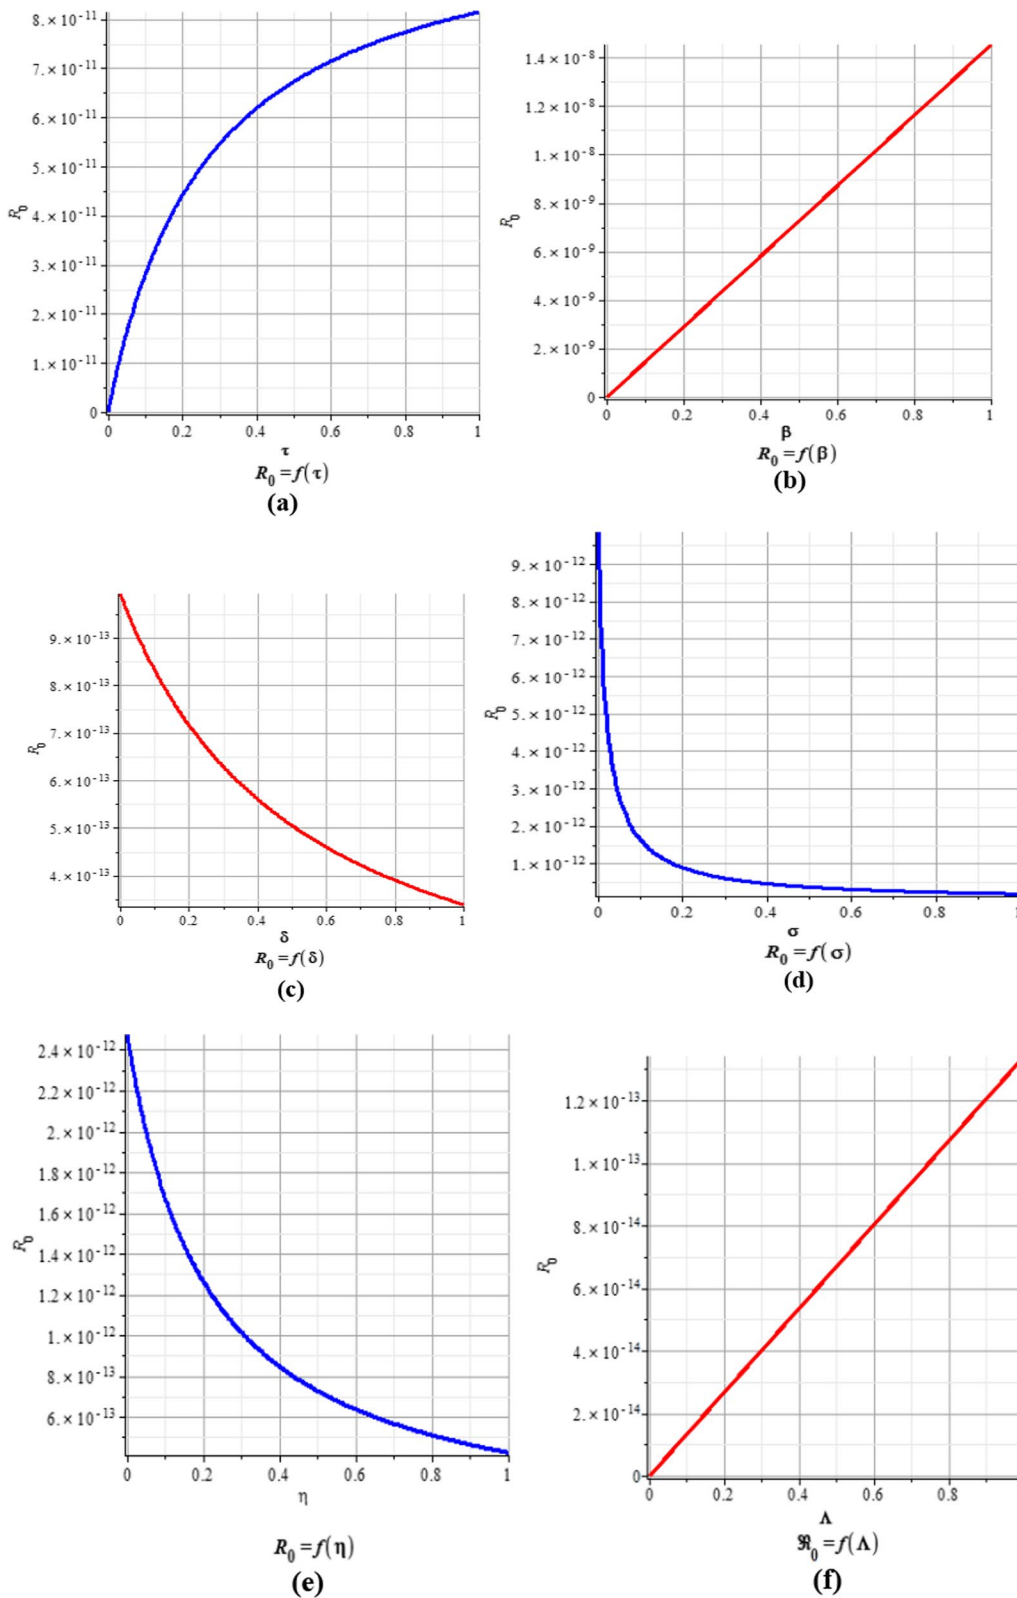 8. × 10⁻¹¹
7. × 10⁻¹¹
6. × 10⁻¹¹
5. × 10⁻¹¹
4. × 10⁻¹¹
3. × 10⁻¹¹
2. × 10⁻¹¹
1. × 10⁻¹¹
0
R₀
0 0.2 0.4 0.6 0.8 1
τ
R₀ = f(τ)
(a)
1.4 × 10⁻⁸
1.2 × 10⁻⁸
1. × 10⁻⁸
8. × 10⁻⁹
6. × 10⁻⁹
4. × 10⁻⁹
2. × 10⁻⁹
0
R₀
0 0.2 0.4 0.6 0.8 1
β
R₀ = f(β)
(b)
9. × 10⁻¹³
8. × 10⁻¹³
7. × 10⁻¹³
6. × 10⁻¹³
5. × 10⁻¹³
4. × 10⁻¹³
R₀
0 0.2 0.4 0.6 0.8 1
δ
R₀ = f(δ)
(c)
9. × 10⁻¹²
8. × 10⁻¹²
7. × 10⁻¹²
6. × 10⁻¹²
5. × 10⁻¹²
4. × 10⁻¹²
3. × 10⁻¹²
2. × 10⁻¹²
1. × 10⁻¹²
R₀
0 0.2 0.4 0.6 0.8
σ
R₀ = f(σ)
(d)
2.4 × 10⁻¹²
2.2 × 10⁻¹²
2. × 10⁻¹²
1.8 × 10⁻¹²
1.6 × 10⁻¹²
1.4 × 10⁻¹²
1.2 × 10⁻¹²
1. × 10⁻¹²
8. × 10⁻¹³
6. × 10⁻¹³
R₀
0 0.2 0.4 0.6 0.8 1
η
R₀ = f(η)
(e)
1.2 × 10⁻¹³
1. × 10⁻¹³
8. × 10⁻¹⁴
6. × 10⁻¹⁴
4. × 10⁻¹⁴
2. × 10⁻¹⁴
0
R₀
0 0.2 0.4 0.6 0.8
Λ
ℜ₀ = f(Λ)
(f)